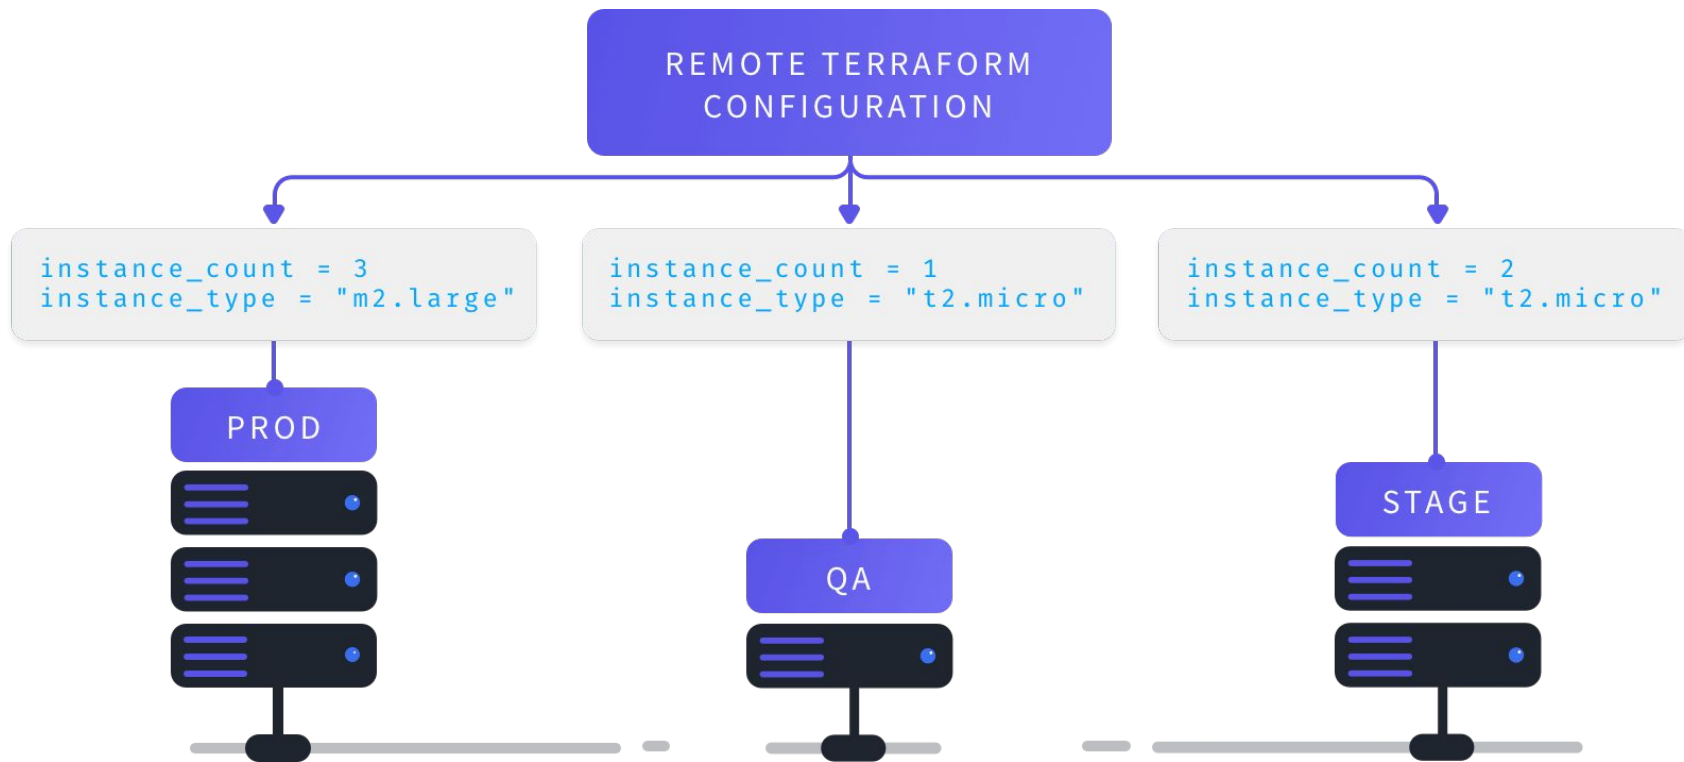 REMOTE TERRAFORM
CONFIGURATION
instance_count = 3
instance_type = "m2.large"
instance_count = 1
instance_type = "t2.micro"
instance_count = 2
instance_type = "t2.micro"
PROD
QA
STAGE